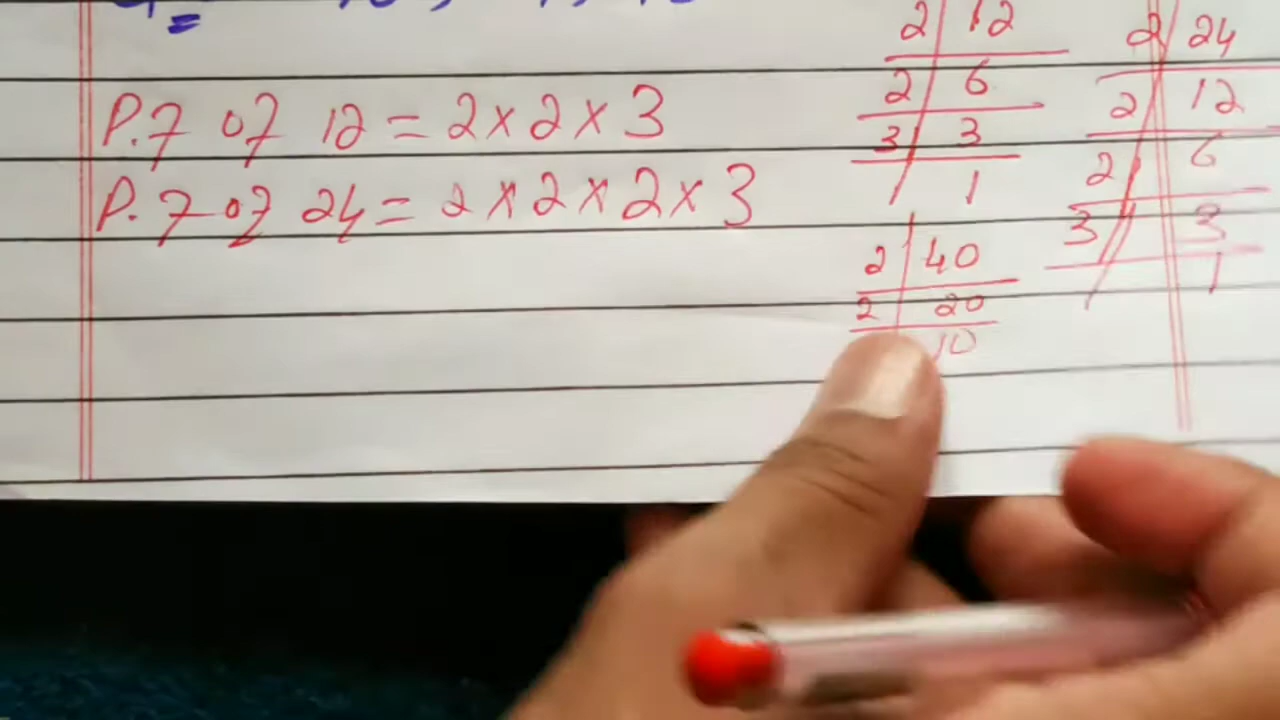 P.F of 12 = 2 x 2 x 3
P.F of 24 = 2 x 2 x 2 x 3
2 | 12
2 | 6
3 | 3
1
2 | 24
2 | 12
2 | 6
3 | 3
1
2 | 40
2 | 20
10